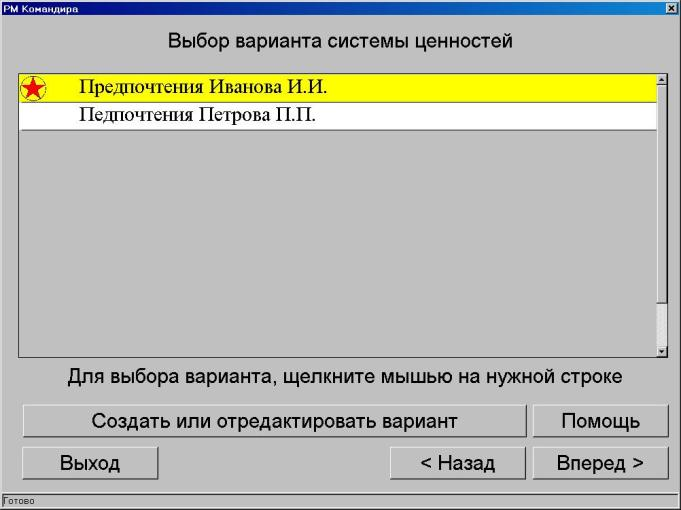 РМ Командира
Выбор варианта системы ценностей
Предпочтения Иванова И.И.
Педпочтения Петрова П.П.
Для выбора варианта, щелкните мышью на нужной строке
Создать или отредактировать вариант
Помощь
Выход
< Назад
Вперед >
Готово